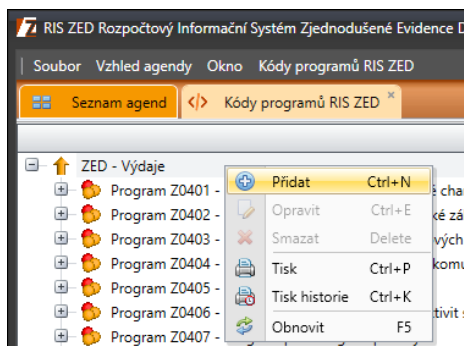 RIS ZED Rozpočtový Informační Systém Zjednodušené Evidence D
Soubor Vzhled agendy Okno Kódy programů RIS ZED
Seznam agend Kódy programů RIS ZED
ZED - Výdaje
Program Z0401 -
Program Z0402 -
Program Z0403 -
Program Z0404 -
Program Z0405 -
Program Z0406 -
Program Z0407 -
Přidat Ctrl+N
Opravit Ctrl+E
Smazat Delete
Tisk Ctrl+P
Tisk historie Ctrl+K
Obnovit F5